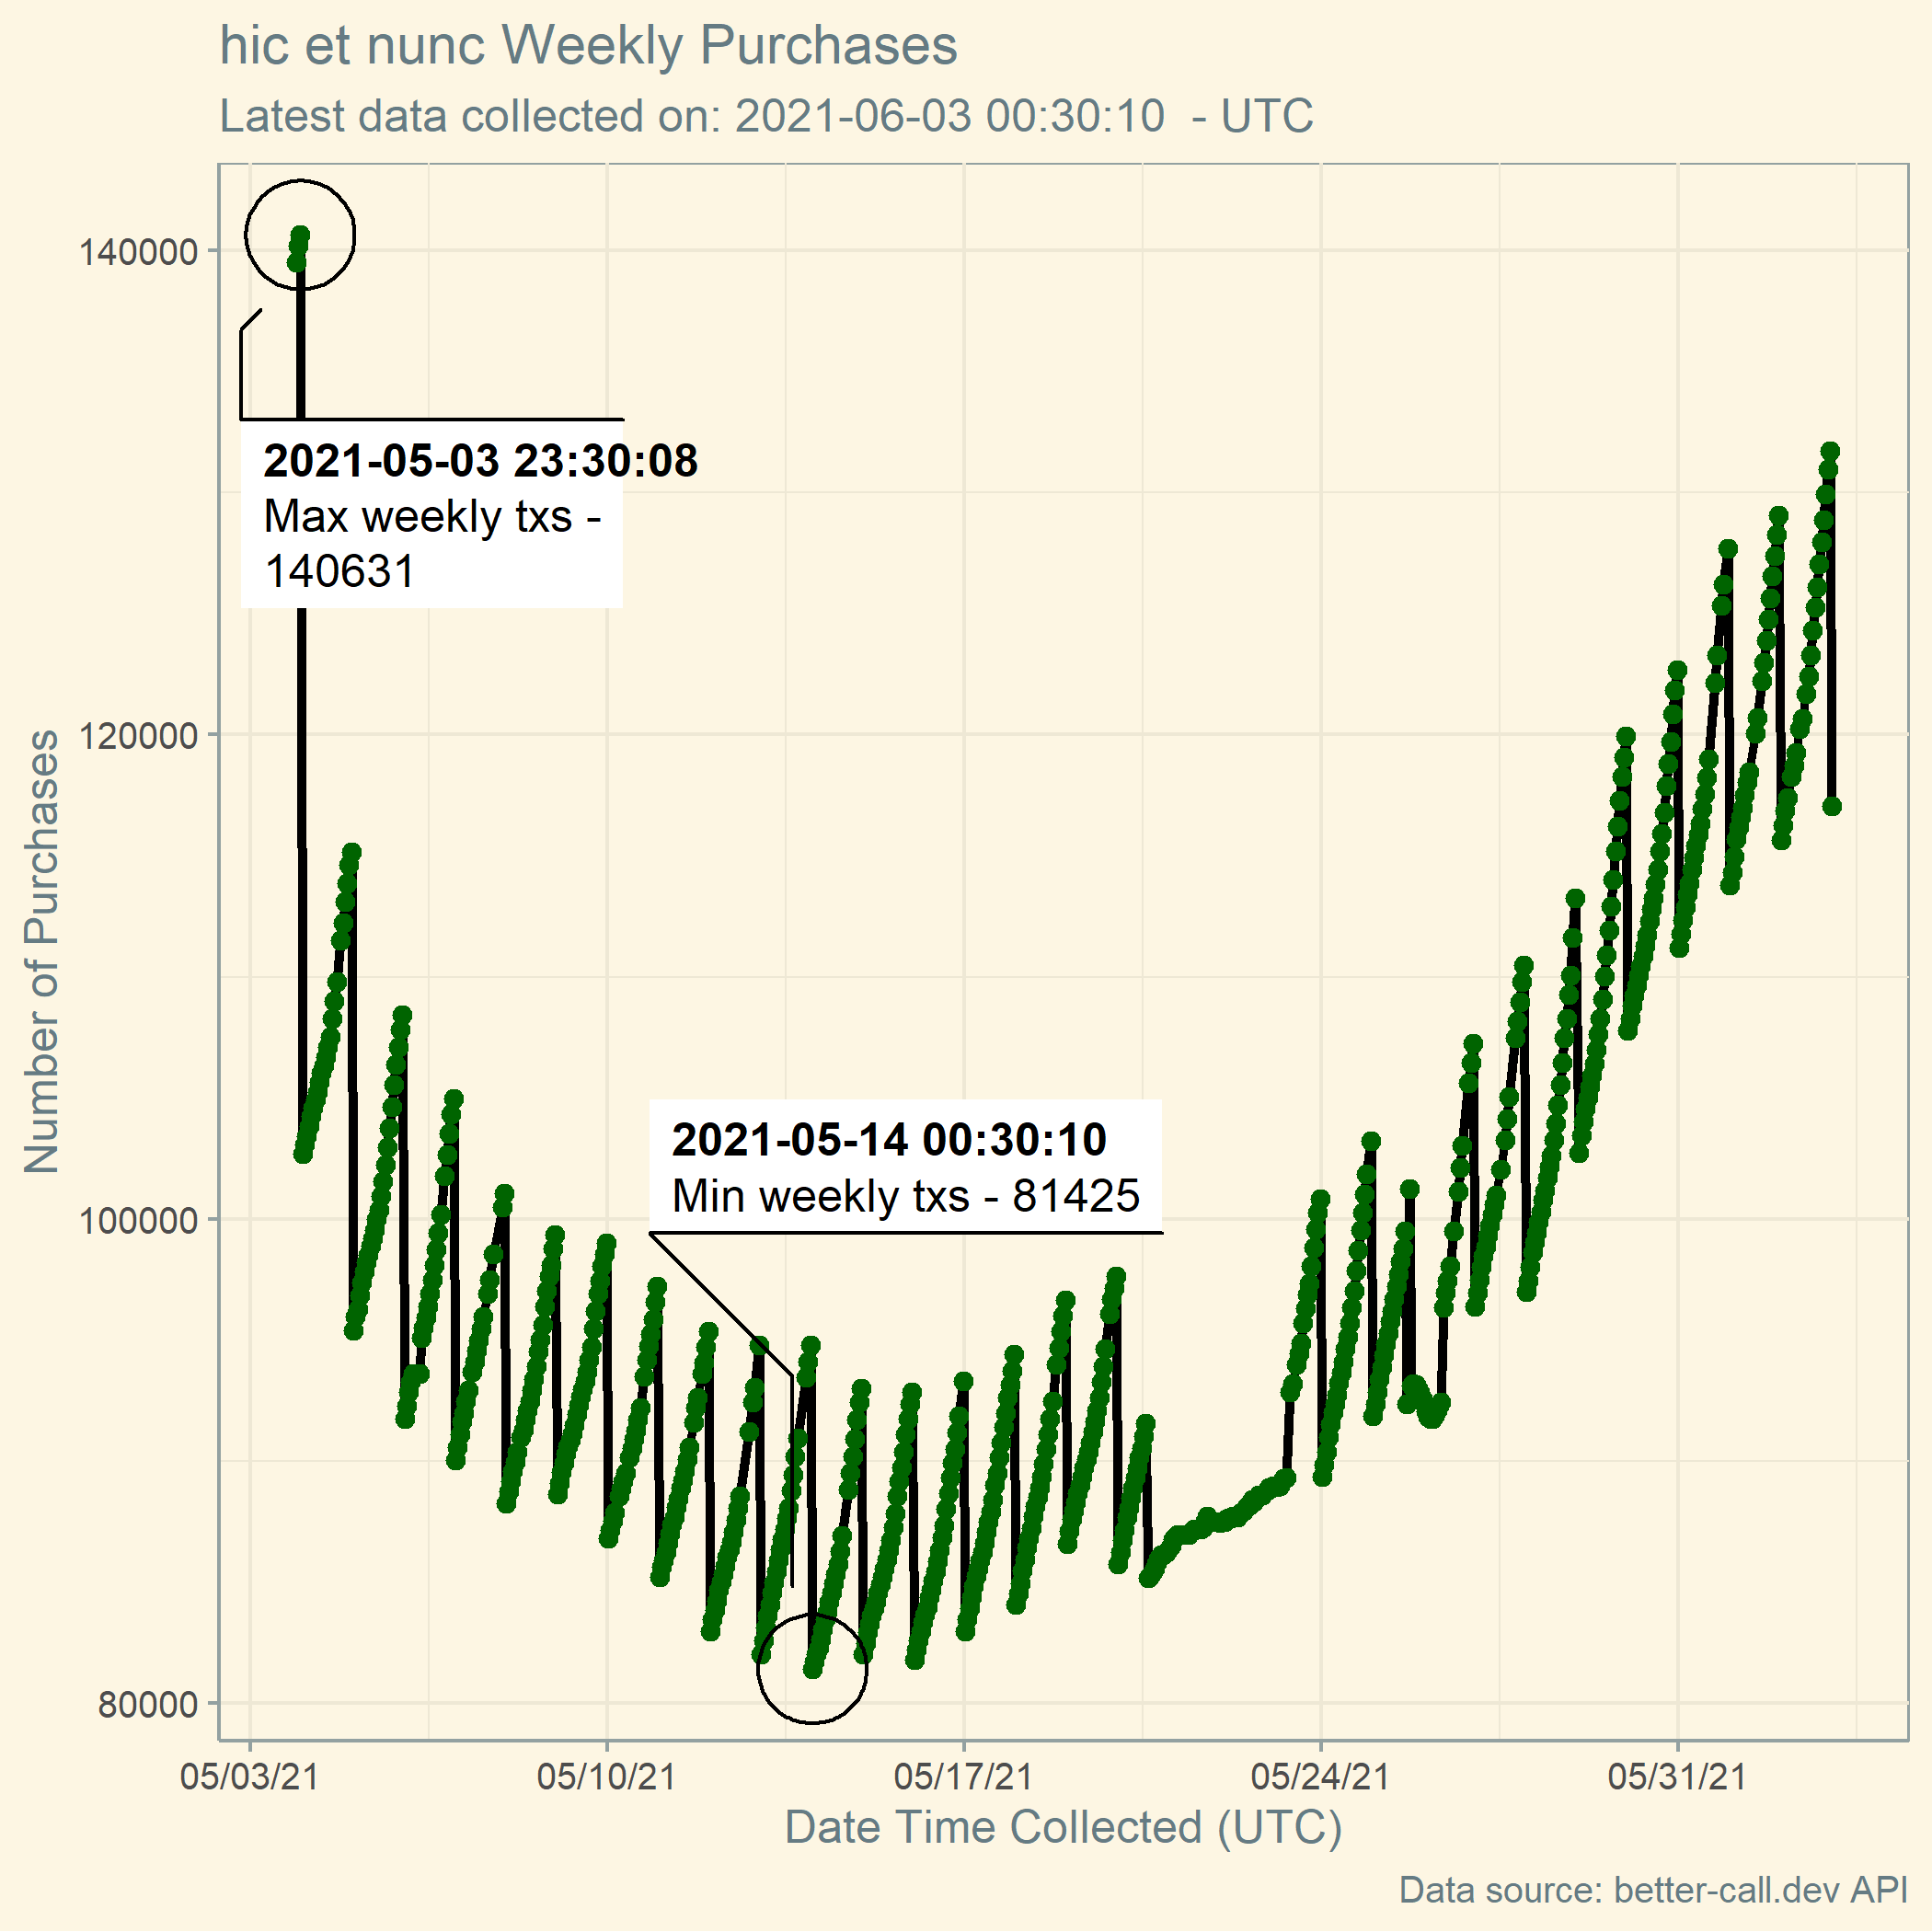 hic et nunc Weekly Purchases
Latest data collected on: 2021-06-03 00:30:10 - UTC
140000
120000
100000
80000
Number of Purchases
2021-05-03 23:30:08
Max weekly txs -
140631
2021-05-14 00:30:10
Min weekly txs - 81425
05/03/21
05/10/21
05/17/21
05/24/21
05/31/21
Date Time Collected (UTC)
Data source: better-call.dev API